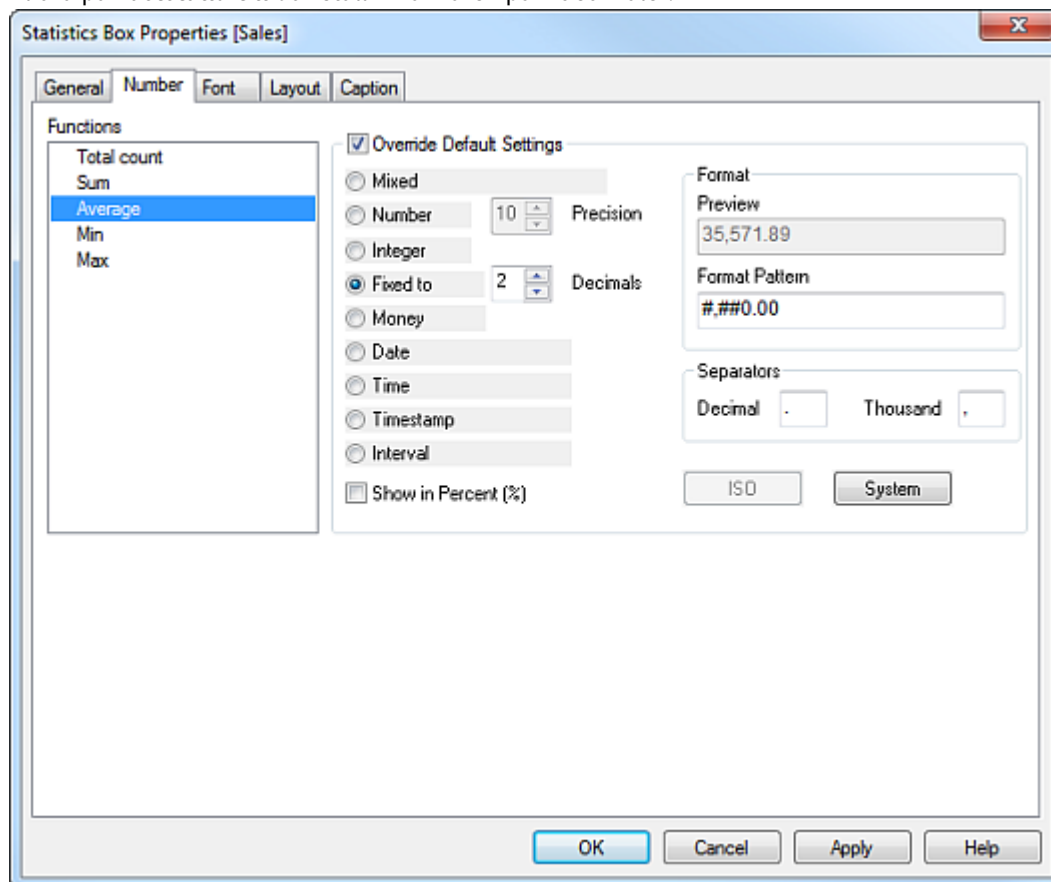 Statistics Box Properties [Sales]
General Number Font Layout Caption
Functions
Total count
Sum
Average
Min
Max
Override Default Settings
Mixed
Number 10 Precision
Integer
Fixed to 2 Decimals
Money
Date
Time
Timestamp
Interval
Show in Percent (%)
Format
Preview
35,571.89
Format Pattern
#,##0.00
Separators
Decimal . Thousand ,
ISO System
OK Cancel Apply Help